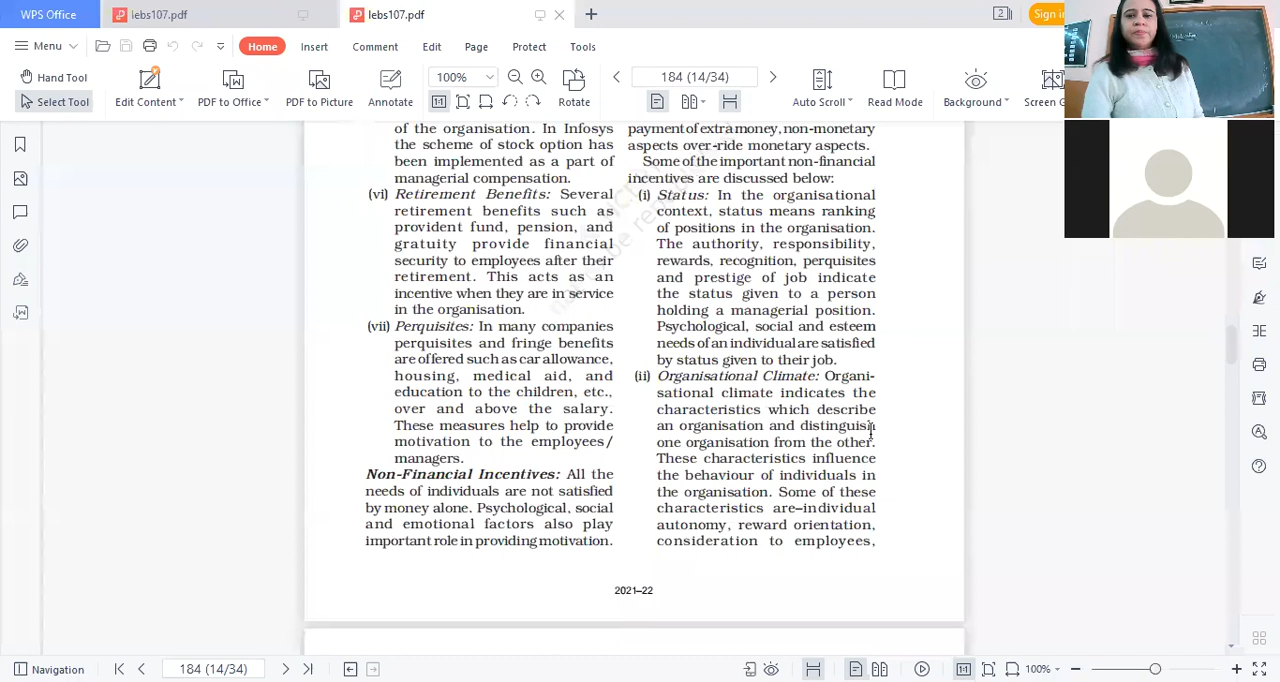 WPS Office
lebs107.pdf
lebs107.pdf
2
Sign in
Menu
Home
Insert
Comment
Edit
Page
Protect
Tools
Hand Tool
Select Tool
Edit Content
PDF to Office
PDF to Picture
Annotate
100%
Rotate
184 (14/34)
Auto Scroll
Read Mode
Background
Screen G
of the organisation. In Infosys
the scheme of stock option has
been implemented as a part of
managerial compensation.
(vi) Retirement Benefits: Several
retirement benefits such as
provident fund, pension, and
gratuity provide financial
security to employees after their
retirement. This acts as an
incentive when they are in service
in the organisation.
(vii) Perquisites: In many companies
perquisites and fringe benefits
are offered such as car allowance,
housing, medical aid, and
education to the children, etc.,
over and above the salary.
These measures help to provide
motivation to the employees/
managers.
Non-Financial Incentives: All the
needs of individuals are not satisfied
by money alone. Psychological, social
and emotional factors also play
important role in providing motivation.
payment of extra money, non-monetary
aspects over-ride monetary aspects.
Some of the important non-financial
incentives are discussed below:
(i) Status: In the organisational
context, status means ranking
of positions in the organisation.
The authority, responsibility,
rewards, recognition, perquisites
and prestige of job indicate
the status given to a person
holding a managerial position.
Psychological, social and esteem
needs of an individual are satisfied
by status given to their job.
(ii) Organisational Climate: Organi-
sational climate indicates the
characteristics which describe
an organisation and distinguish
one organisation from the other.
These characteristics influence
the behaviour of individuals in
the organisation. Some of these
characteristics are–individual
autonomy, reward orientation,
consideration to employees,
2021–22
Navigation
184 (14/34)
100%